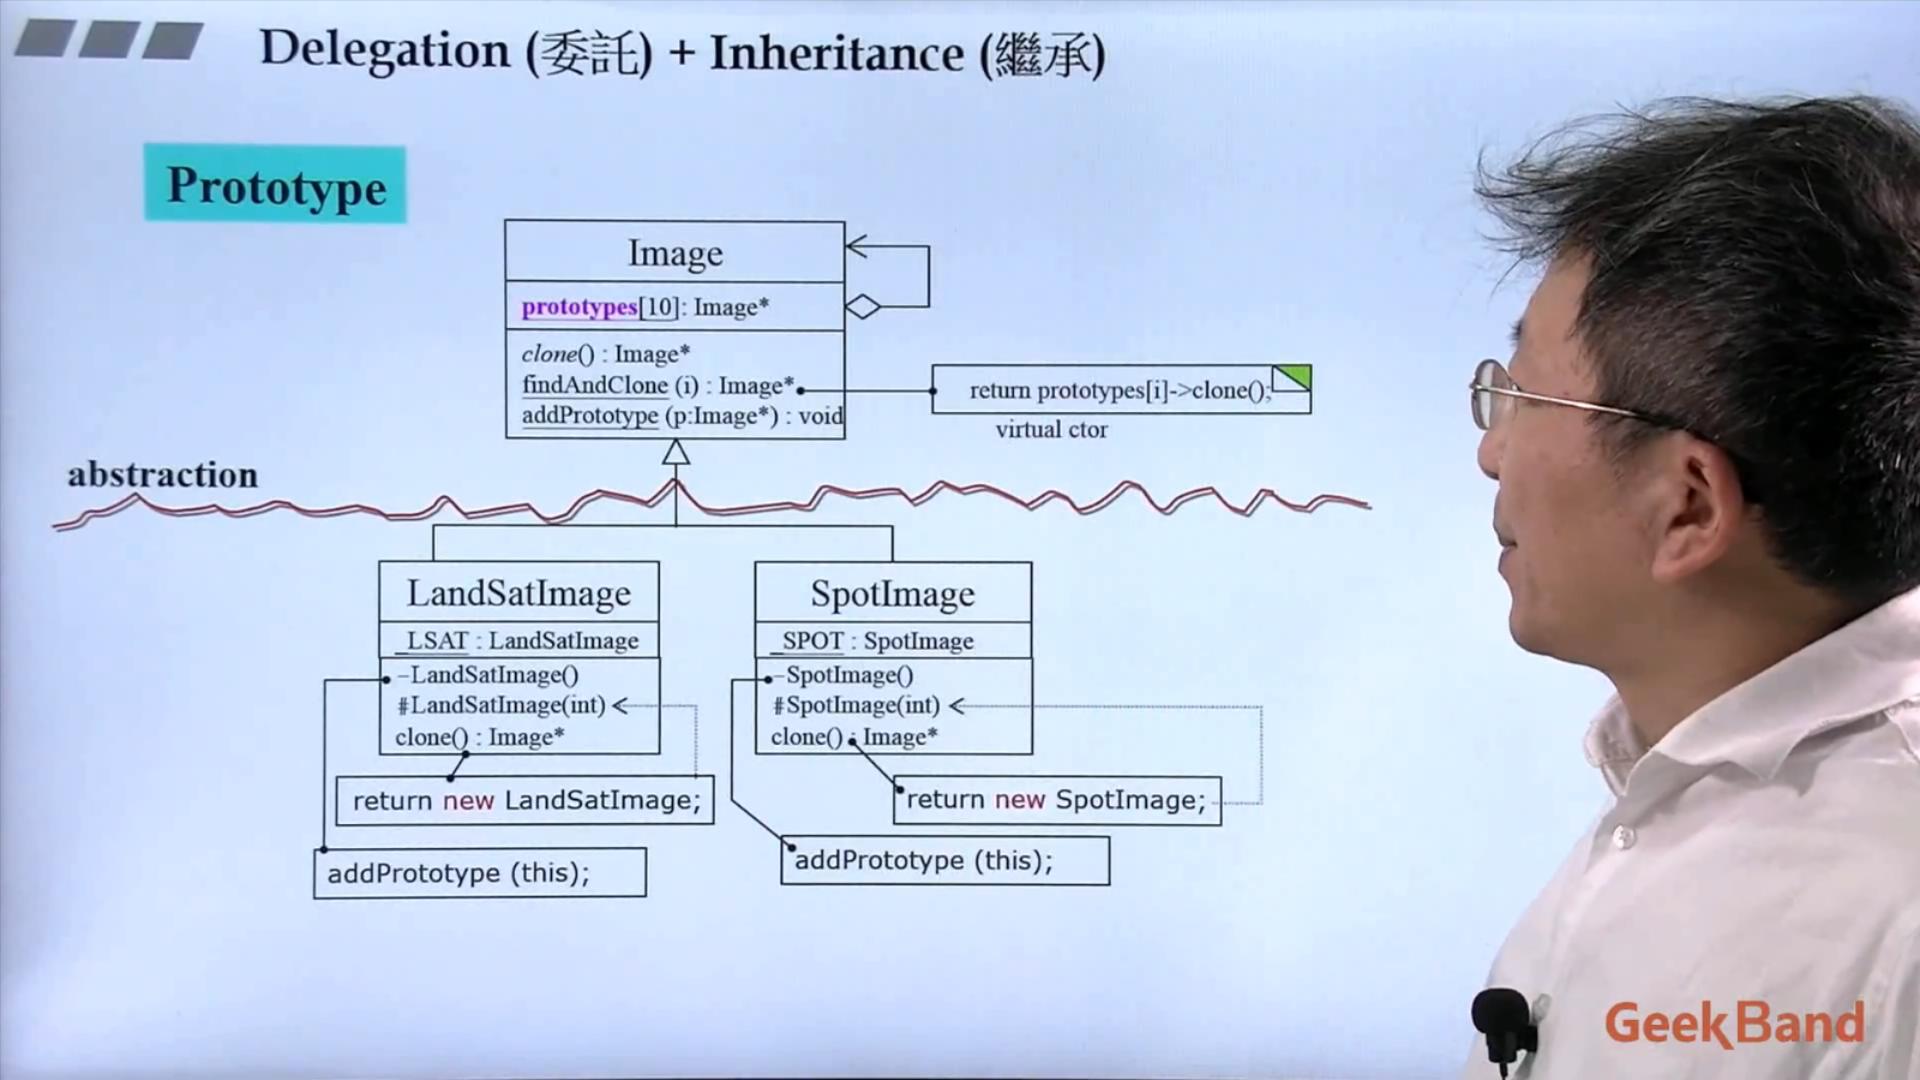 Delegation (委託) + Inheritance (繼承)
Prototype
Image
prototypes[10]: Image*
clone() : Image*
findAndClone (i) : Image*
addPrototype (p:Image*) : void
return prototypes[i]->clone();
virtual ctor
abstraction
LandSatImage
_LSAT : LandSatImage
-LandSatImage()
#LandSatImage(int)
clone() : Image*
return new LandSatImage;
addPrototype (this);
SpotImage
_SPOT : SpotImage
-SpotImage()
#SpotImage(int)
clone() : Image*
return new SpotImage;
addPrototype (this);
GeekBand